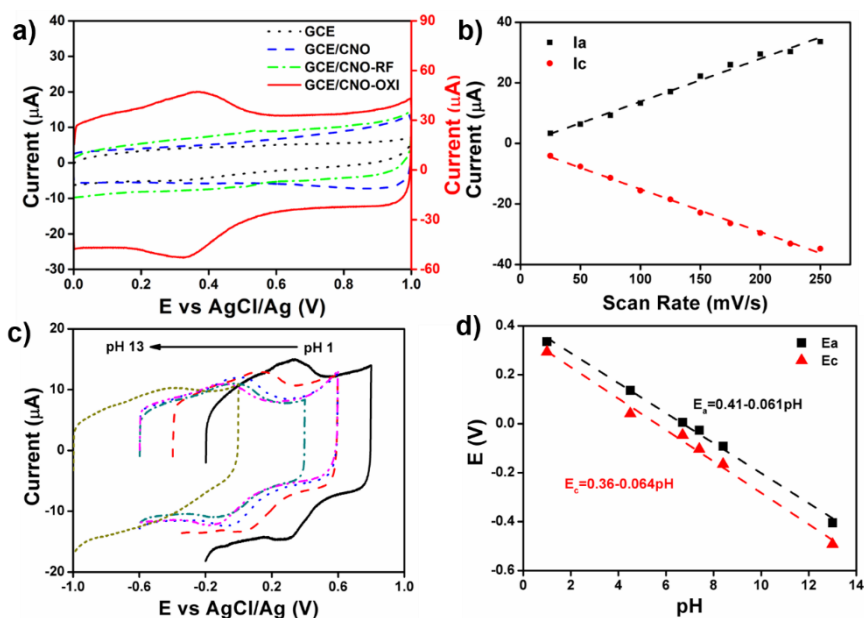 a)
GCE
GCE/CNO
GCE/CNO-RF
GCE/CNO-OXI
Current (μA)
40
30
20
10
0
-10
-20
-30
90
60
30
0
-30
-60
Current (μA)
0.0 0.2 0.4 0.6 0.8 1.0
E vs AgCl/Ag (V)
b)
Ia
Ic
Current (μA)
40
20
0
-20
-40
0 50 100 150 200 250
Scan Rate (mV/s)
c)
pH 13
pH 1
Current (μA)
20
10
0
-10
-20
-1.0 -0.6 -0.2 0.2 0.6 1.0
E vs AgCl/Ag (V)
d)
Ea
Ec
Ea=0.41-0.061pH
Ec=0.36-0.064pH
E (V)
0.4
0.2
0.0
-0.2
-0.4
-0.6
0 2 4 6 8 10 12 14
pH